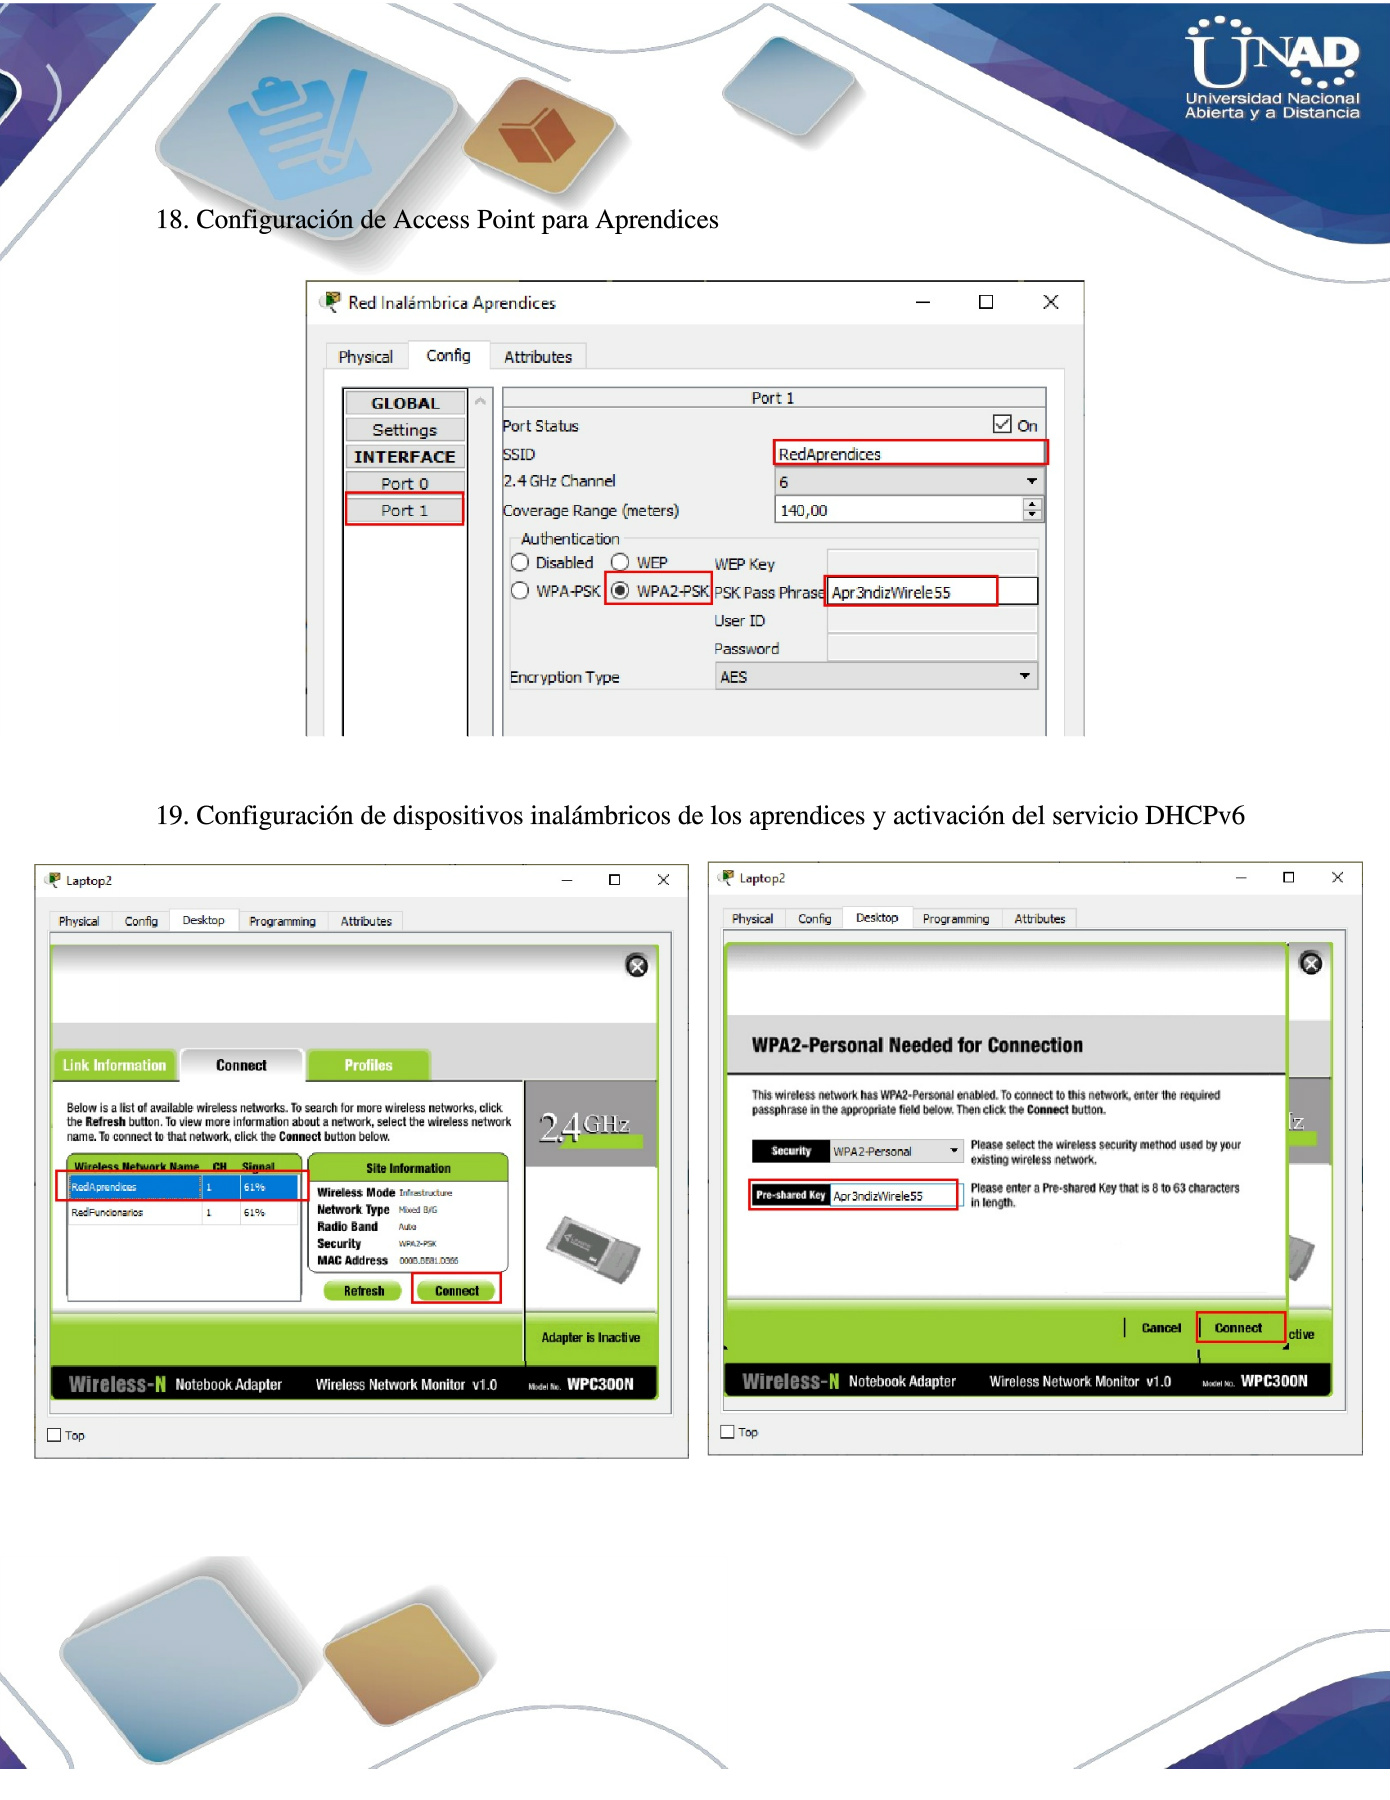 UNAD
Universidad Nacional
Abierta y a Distancia
18. Configuración de Access Point para Aprendices
Red Inalámbrica Aprendices
Physical Config Attributes
GLOBAL
Settings
INTERFACE
Port 0
Port 1
Port 1
Port Status On
SSID RedAprendices
2.4 GHz Channel 6
Coverage Range (meters) 140,00
Authentication
Disabled WEP WEP Key
WPA-PSK WPA2-PSK PSK Pass Phrase Apr3ndizWirele55
User ID
Password
Encryption Type AES
19. Configuración de dispositivos inalámbricos de los aprendices y activación del servicio DHCPv6
Laptop2
Physical Config Desktop Programming Attributes
Link Information Connect Profiles
Below is a list of available wireless networks. To search for more wireless networks, click
the Refresh button. To view more information about a network, select the wireless network
name. To connect to that network, click the Connect button below.
2.4GHz
Wireless Network Name CH Signal
RedAprendices 1 61%
RedFuncionarios 1 61%
Site Information
Wireless Mode Infrastructure
Network Type Mixed B/G
Radio Band Auto
Security WPA2-PSK
MAC Address
Refresh Connect
Adapter is Inactive
Wireless-N Notebook Adapter Wireless Network Monitor v1.0 Model No. WPC300N
Top
Laptop2
Physical Config Desktop Programming Attributes
WPA2-Personal Needed for Connection
This wireless network has WPA2-Personal enabled. To connect to this network, enter the required
passphrase in the appropriate field below. Then click the Connect button.
Security WPA2-Personal Please select the wireless security method used by your
existing wireless network.
Pre-shared Key Apr3ndizWirele55 Please enter a Pre-shared Key that is 8 to 63 characters
in length.
Cancel Connect
ctive
Wireless-N Notebook Adapter Wireless Network Monitor v1.0 Model No. WPC300N
Top